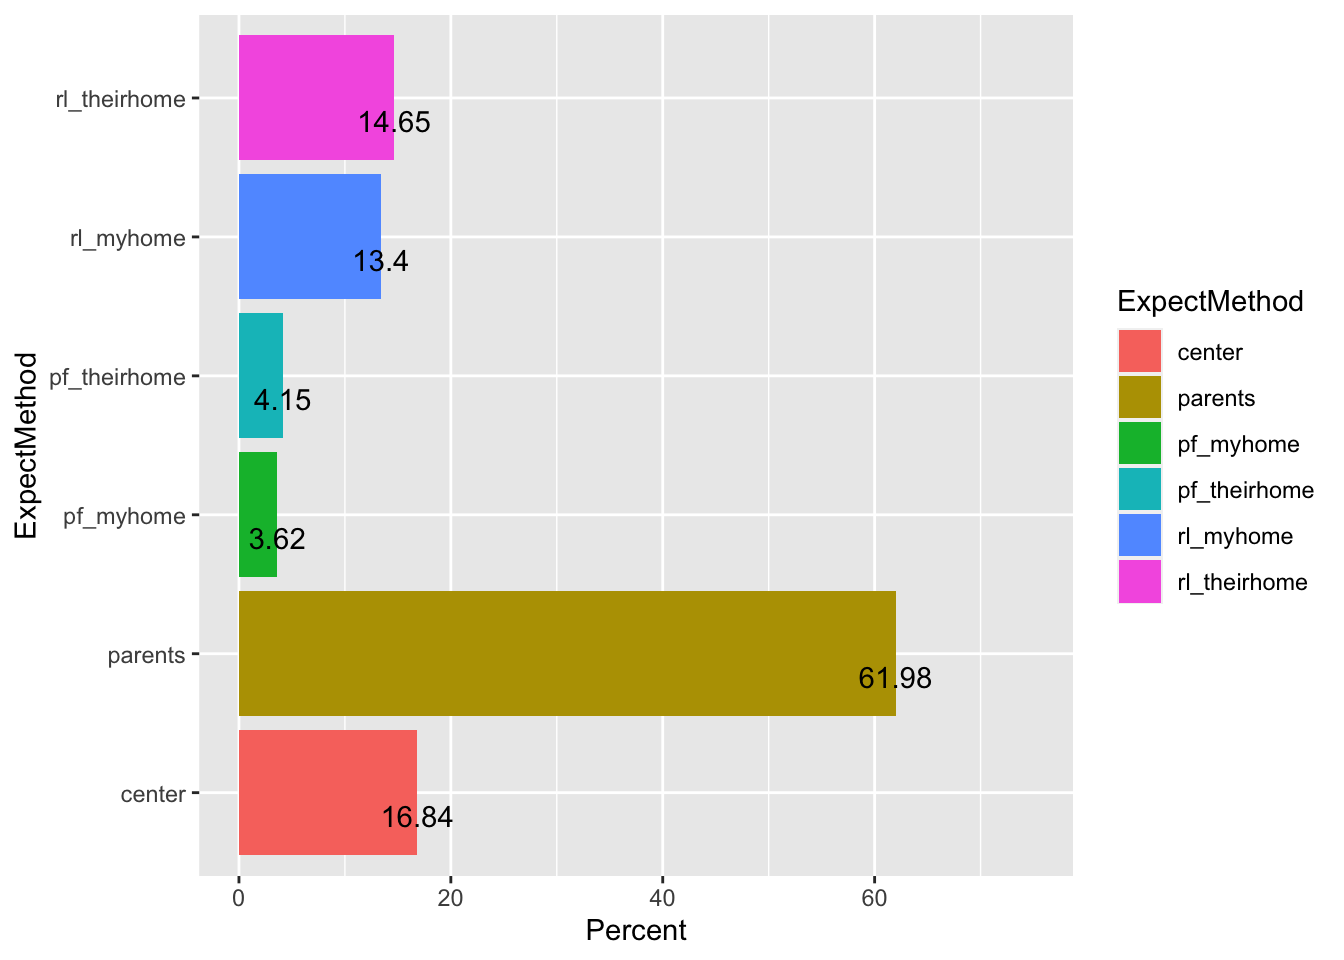 rl_theirhome
14.65
rl_myhome
13.4
pf_theirhome
4.15
pf_myhome
3.62
parents
61.98
center
16.84
0 20 40 60
Percent
ExpectMethod
ExpectMethod
center
parents
pf_myhome
pf_theirhome
rl_myhome
rl_theirhome